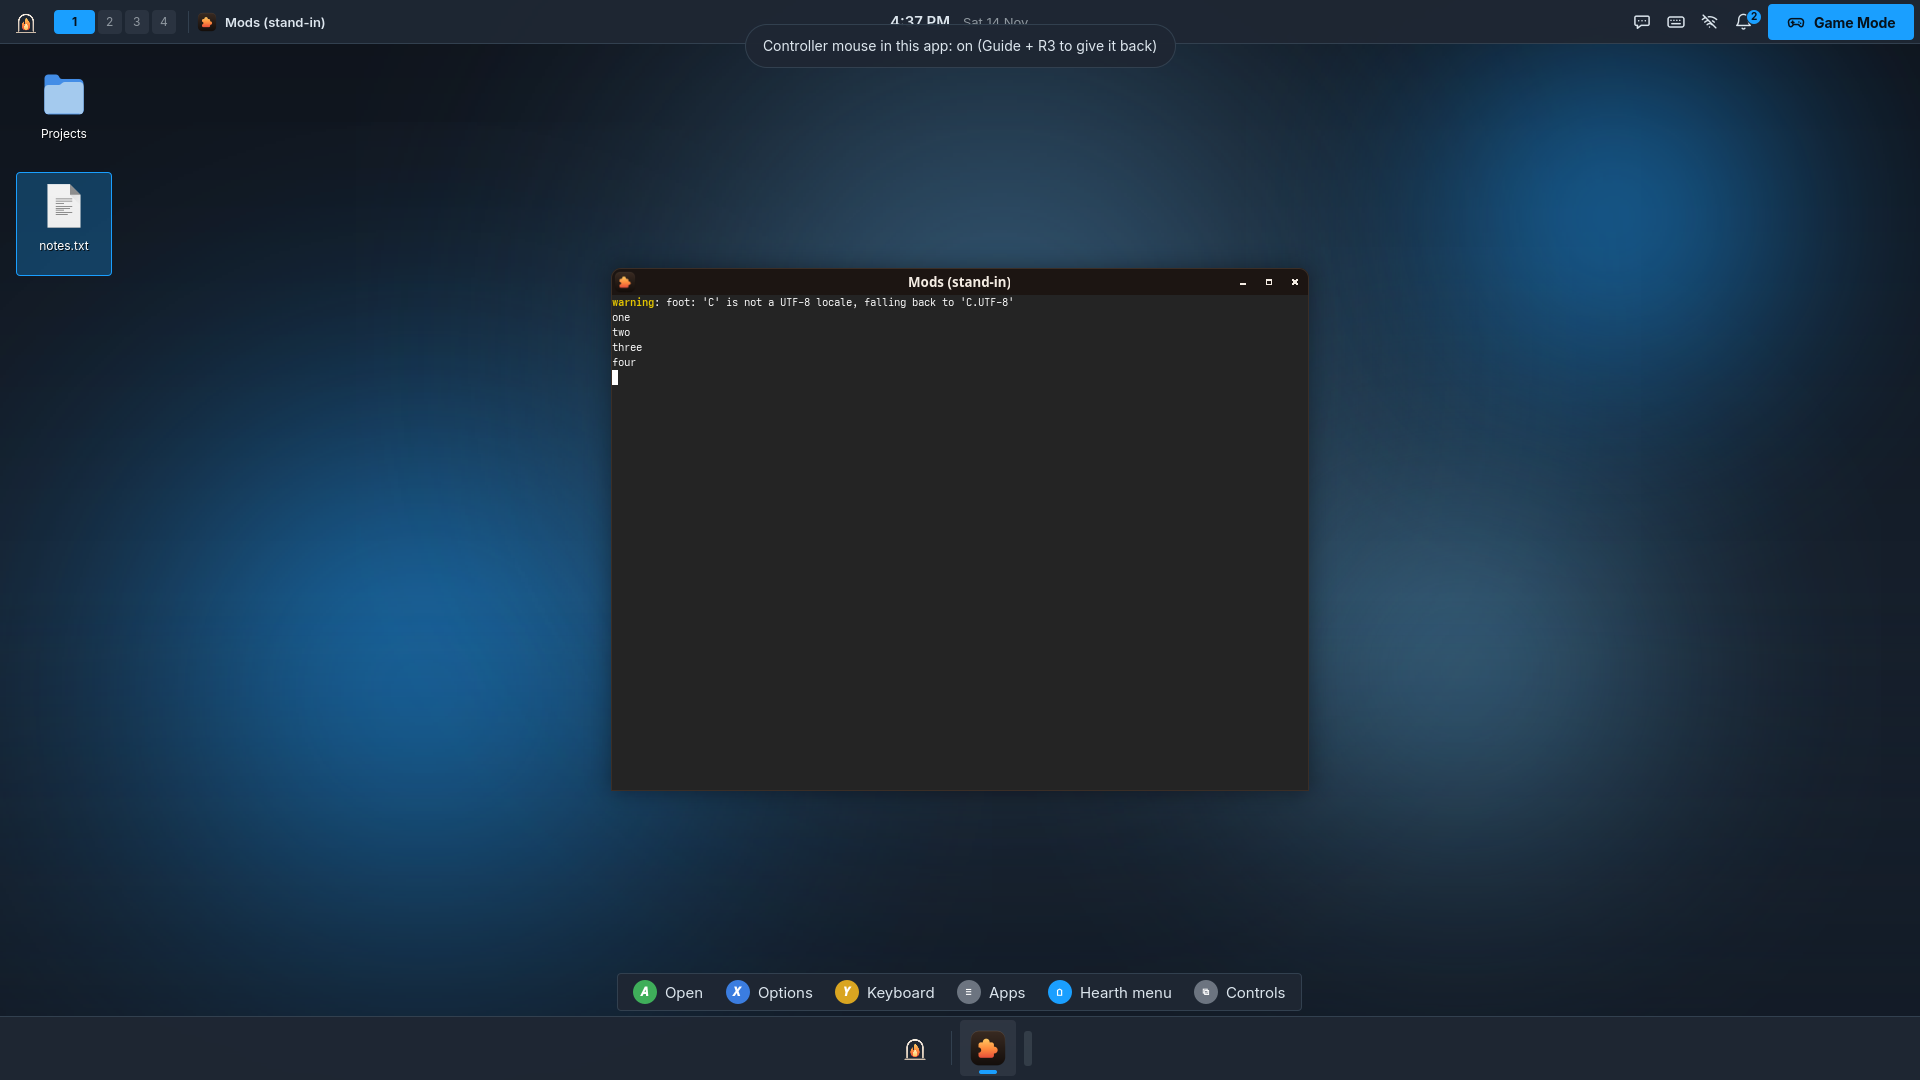 1 2 3 4 Mods (stand-in)
4:37 PM Sat 14 Nov
2
Game Mode
Controller mouse in this app: on (Guide + R3 to give it back)
Projects
notes.txt
Mods (stand-in)
warning: foot: 'C' is not a UTF-8 locale, falling back to 'C.UTF-8'
one
two
three
four
A Open X Options Y Keyboard Apps Hearth menu Controls